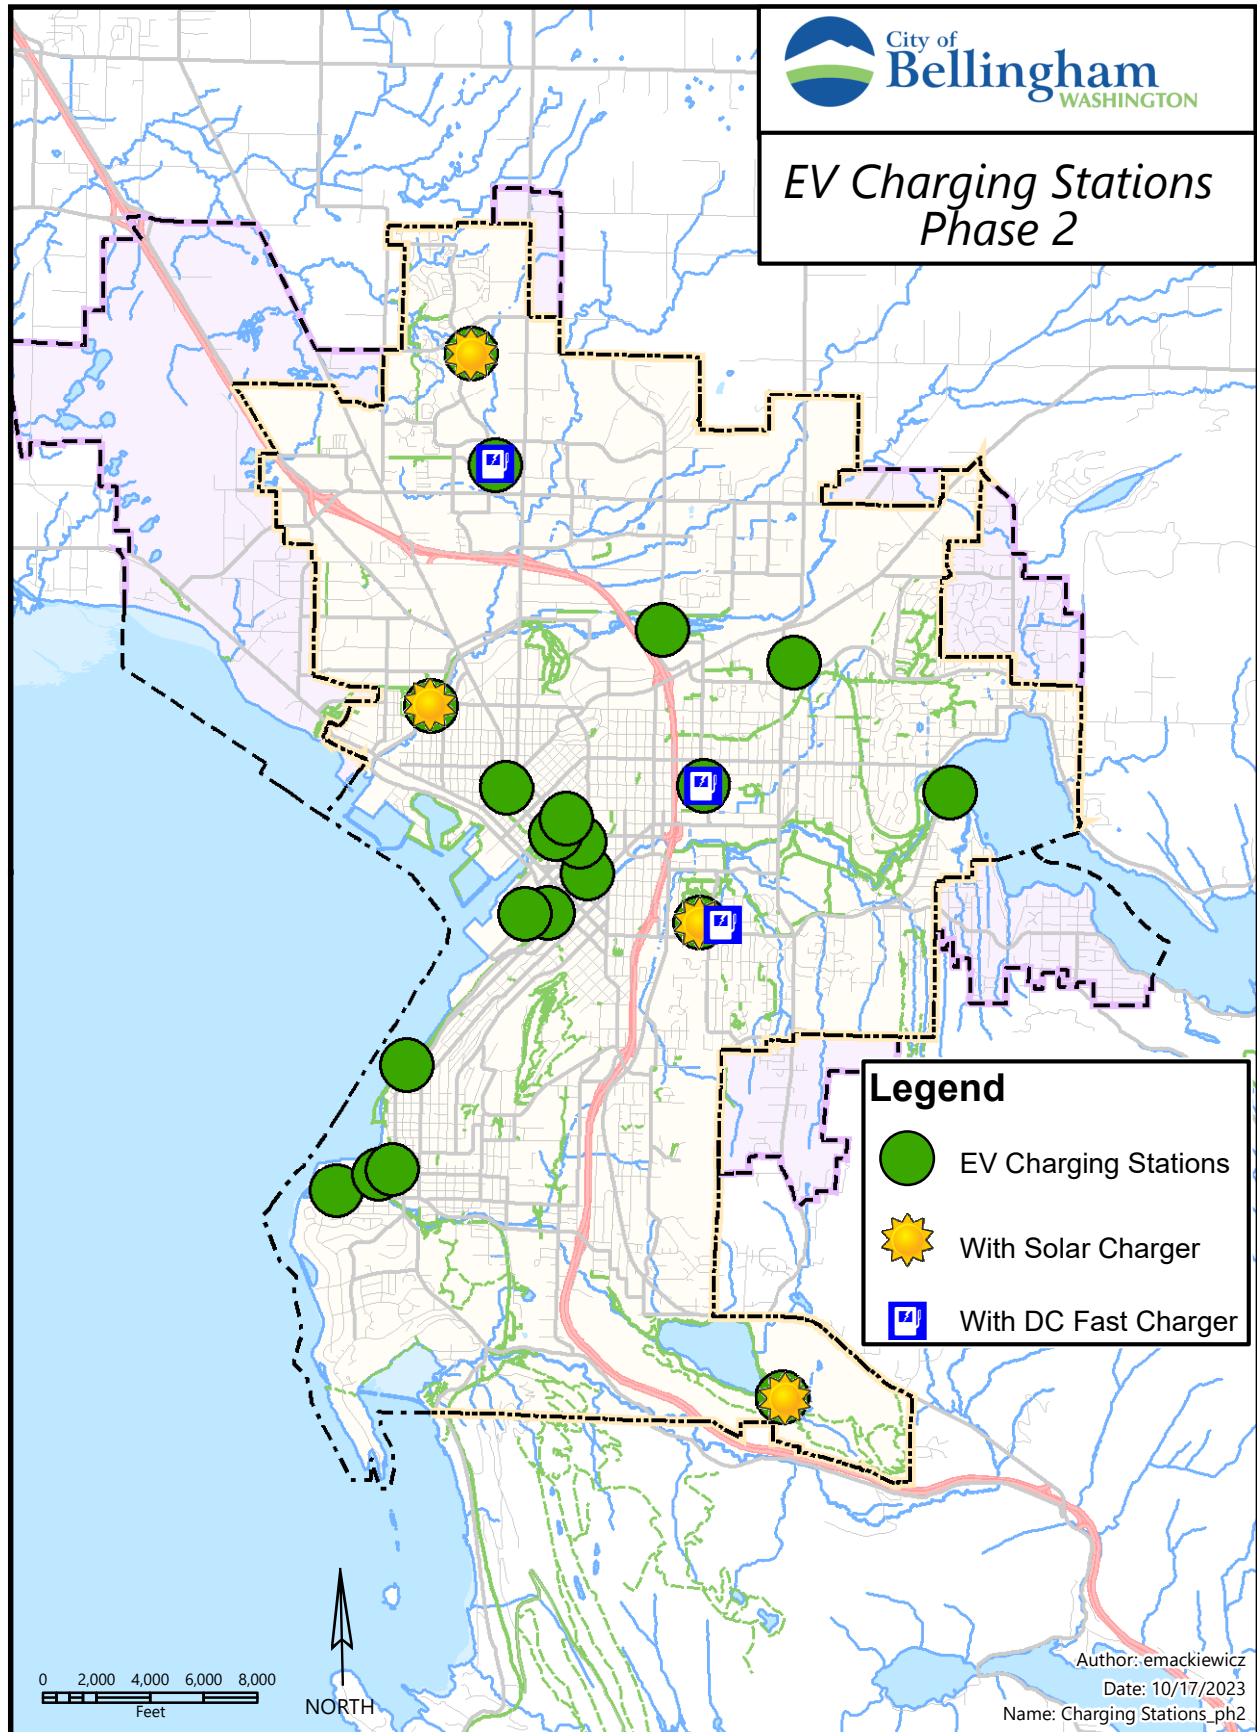 City of
Bellingham
WASHINGTON
EV Charging Stations
Phase 2
Legend
EV Charging Stations
With Solar Charger
With DC Fast Charger
0 2,000 4,000 6,000 8,000
Feet
NORTH
Author: emackiewicz
Date: 10/17/2023
Name: Charging Stations_ph2